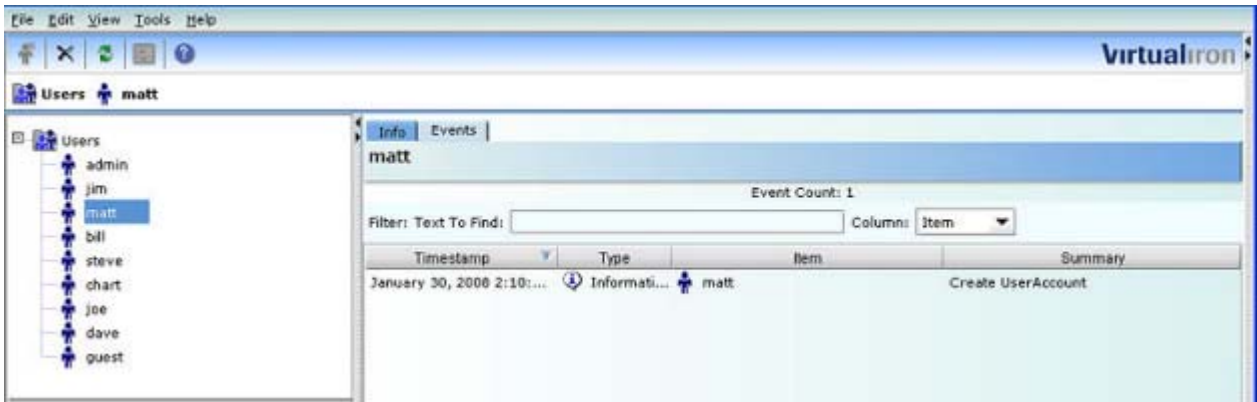 File Edit View Tools Help
Virtualiron
Users matt
Users
admin
jim
matt
bill
steve
chart
joe
dave
guest
Info Events
matt
Event Count: 1
Filter: Text To Find: Column: Item
Timestamp Type Item Summary
January 30, 2008 2:10:... Informati... matt Create UserAccount